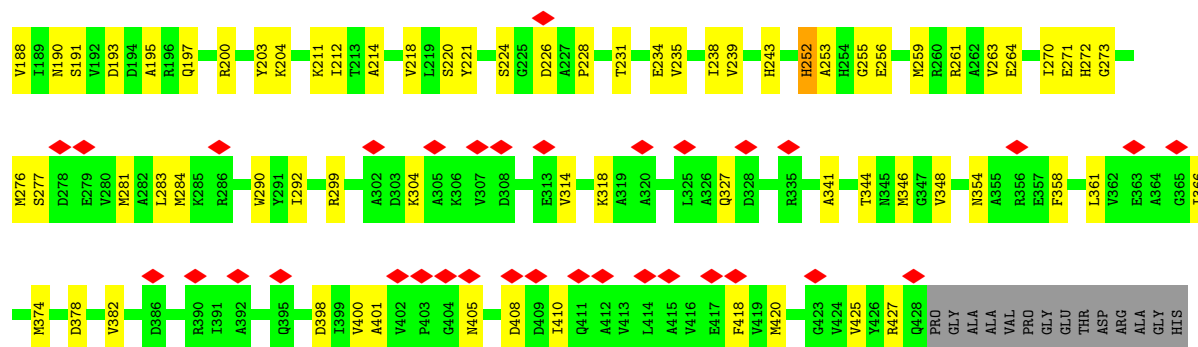 V188 I189 N190 S191 V192 D193 D194 A195 R196 Q197 R200 Y203 K204 K211 I212 T213 A214 V218 L219 S220 Y221 S224 G225 D226 A227 P228 T231 E234 V235 I238 V239 H243 H252 A253 H254 G255 E256 M259 R260 R261 A262 V263 E264 I270 E271 H272 G273
M276 S277 D278 E279 V280 M281 A282 L283 M284 K285 R286 W290 Y291 I292 R299 A302 D303 K304 A305 K306 V307 D308 E313 V314 K318 A319 A320 L325 A326 Q327 D328 R335 A341 T344 N345 M346 G347 V348 N354 A355 R356 E357 F358 L361 V362 E363 A364 G365 I366
M374 D378 V382 D386 R390 I391 A392 Q395 D398 I399 V400 A401 V402 P403 G404 N405 D408 D409 I410 Q411 A412 V413 L414 A415 V416 E417 F418 V419 M420 G423 V424 V425 Y426 R427 Q428 PRO GLY ALA ALA VAL PRO GLY GLU THR ASP ARG ALA GLY HIS